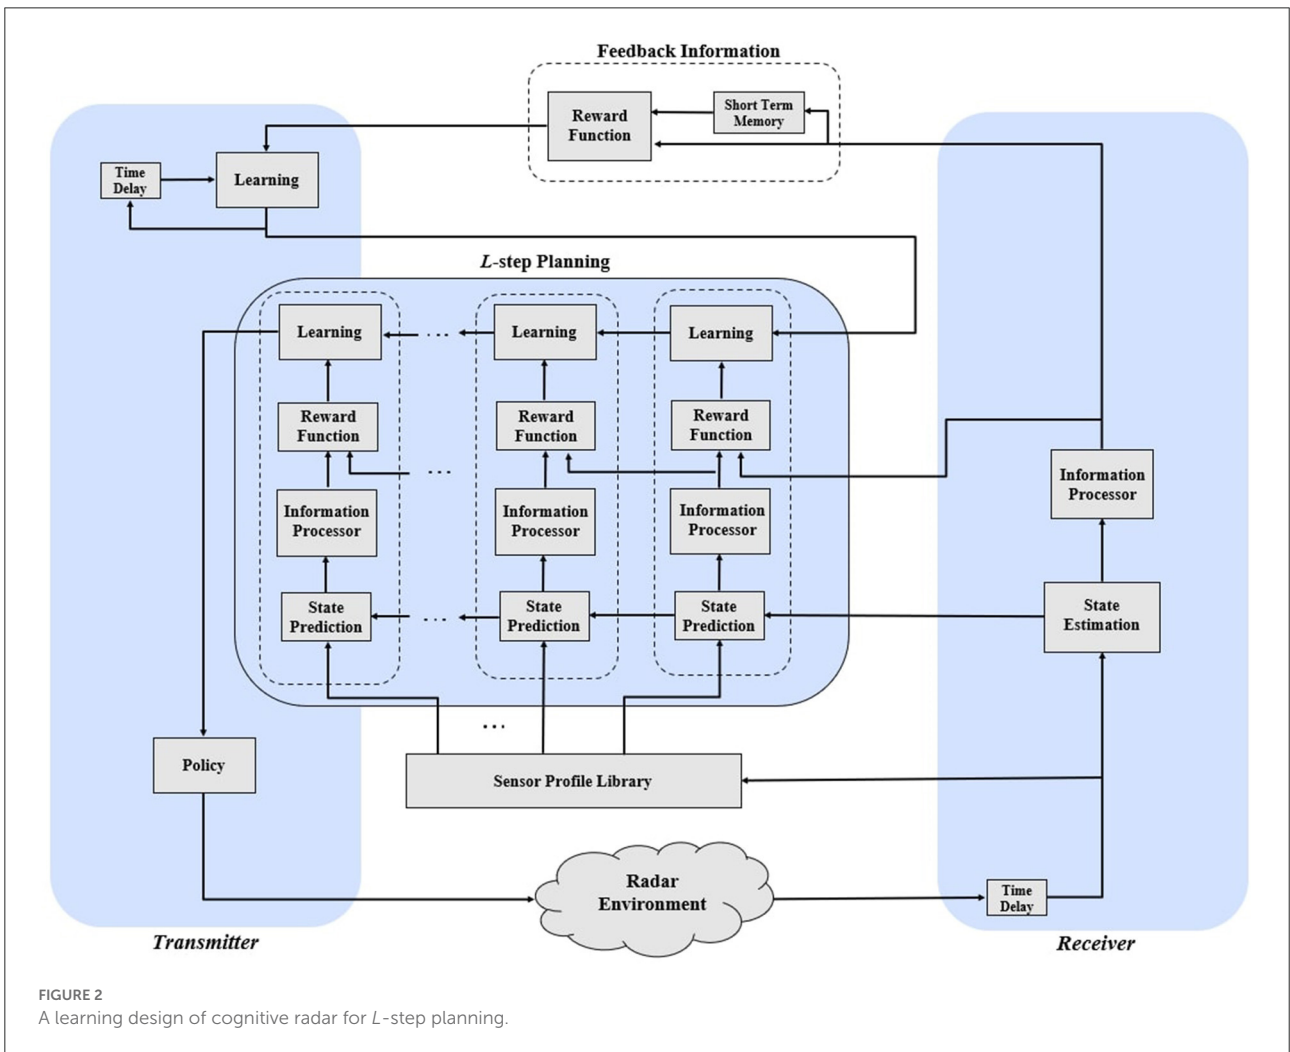 Feedback Information
Reward
Function
Short Term
Memory
Time
Delay
Learning
L-step Planning
Learning
...
Learning
Learning
Reward
Function
...
Reward
Function
Reward
Function
Information
Processor
Information
Processor
Information
Processor
Information
Processor
State
Prediction
...
State
Prediction
State
Prediction
State
Estimation
...
Policy
Sensor Profile Library
Radar
Environment
Time
Delay
Transmitter
Receiver
FIGURE 2
A learning design of cognitive radar for L-step planning.